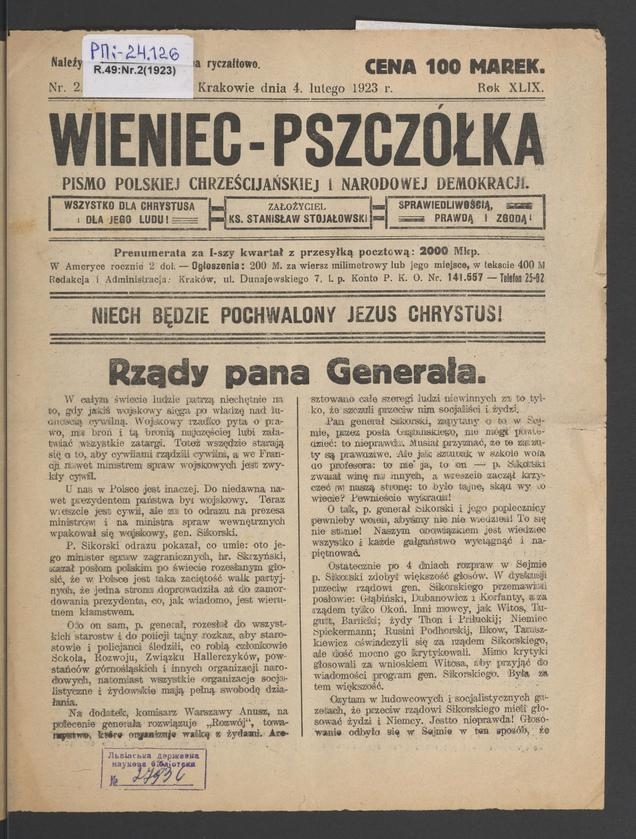 РПі-24.126
R.49:Nr.2(1923)
Należy
ryczałtowo.
CENA 100 MAREK.
Nr. 2
Krakowie dnia 4. lutego 1923 r.
Rok XLIX.
WIENIEC-PSZCZÓŁKA
PISMO POLSKIEJ CHRZEŚCIJAŃSKIEJ I NARODOWEJ DEMOKRACJI.
WSZYSTKO DLA CHRYSTUSA
I DLA JEGO LUDU!
ZAŁOŻYCIEL
KS. STANISŁAW STOJAŁOWSKI
SPRAWIEDLIWOŚCIĄ,
PRAWDĄ I ZGODĄ!
Prenumerata za I-szy kwartał z przesyłką pocztową: 2000 Mkp.
W Ameryce rocznie 2 dol. — Ogłoszenia: 200 M. za wiersz milimetrowy lub jego miejsce, w tekscie 400 M
Redakcja i Administracja: Kraków, ul. Dunajewskiego 7, I. p. Konto P. K. O. Nr. 141.557 — Telefon 25-92
NIECH BĘDZIE POCHWALONY JEZUS CHRYSTUS!
Rządy pana Generała.
W całym świecie ludzie patrzą niechętnie na
to, gdy jakiś wojskowy sięga po władzę nad lu-
dnością cywilną. Wojskowy rzadko pyta o pra-
wo, ma broń i tą bronią najczęściej lubi zała-
twiać wszystkie zatargi. Toteż wszędzie starają
się o to, aby cywilami rządzili cywilni, a we Fran-
cji nawet ministrem spraw wojskowych jest zwy-
kły cywil.
U nas w Polsce jest inaczej. Do niedawna na-
wet prezydentem państwa był wojskowy. Teraz
wreszcie jest cywil, ale za to odrazu na prezesa
ministrów i na ministra spraw wewnętrznych
wpakował się wojskowy, gen. Sikorski.
P. Sikorski odrazu pokazał, co umie: oto je-
go minister spraw zagranicznych, hr. Skrzyński,
kazał posłom polskim po świecie rozesłanym gło-
sić, że w Polsce jest taka zaciętość walk partyj-
nych, że jedna strona doprowadziła aż do zamor-
dowania prezydenta, co, jak wiadomo, jest wieru-
tnem kłamstwem.
Oto on sam, p. generał, rozesłał do wszyst-
kich starostw i do policji tajny rozkaz, aby staro-
stowie i policjanci śledzili, co robią członkowie
Sokoła, Rozwoju, Związku Hallerczyków, pow-
stańców górnośląskich i innych organizacji naro-
dowych, natomiast wszystkie organizacje socja-
listyczne i żydowskie mają pełną swobodę dzia-
łania.
Na dodatek, komisarz Warszawy Anusz, na
polecenie generała rozwiązuje „Rozwój“, towa-
rzystwo, które organizuje walkę z żydami. Are-
sztowano całe szeregi ludzi niewinnych za to tyl-
ko, że szczuli przeciw nim socjaliści i żydzi.
Pan generał Sikorski, zapytany o to w Sej-
mie, przez posła Głąbińskiego, nie mógł powie-
dzieć: to nieprawda. Musiał przyznać, że te zarzu-
ty są prawdziwe. Ale jak sztubak w szkole woła
do profesora: to nie ja, to on — p. Sikorski
zwalał winę na innych, a wreszcie zaczął krzy-
czeć na naszą stronę: to było tajne, skąd wy to
wiecie? Pewnieście wykradli!
O tak, p. generał Sikorski i jego poplecznicy
pewnieby woleli, abyśmy nic nie wiedzieli! To się
nie stanie! Naszym obowiązkiem jest wiedzieć
wszystko i każde gałgaństwo wyciągnąć i na-
piętnować.
Ostatecznie po 4 dniach rozpraw w Sejmie
p. Sikorski zdobył większość głosów. W dyskusji
przeciw rządowi gen. Sikorskiego przemawiali
posłowie: Głąbiński, Dubanowicz i Korfanty, a za
rządem tylko Okoń. Inni mowcy, jak Witos, Tu-
gutt, Barlicki; żydy Thon i Priłucki; Niemiec
Spickermann; Rusini Podhorskij, Ilkow, Tarasz-
kiewicz oświadczyli się za rządem Sikorskiego,
ale dość mocno go krytykowali. Mimo krytyki
głosowali za wnioskiem Witosa, aby przyjąć do
wiadomości program gen. Sikorskiego. Była za
tem większość.
Czytam w ludowcowych i socjalistycznych ga-
zetach, że przeciw rządowi Sikorskiego mieli gło-
sować żydzi i Niemcy. Jestto nieprawda! Głoso-
wanie odbyło się w Sejmie w ten sposób, że
Львівська державна
наукова бібліотека
№ 27936